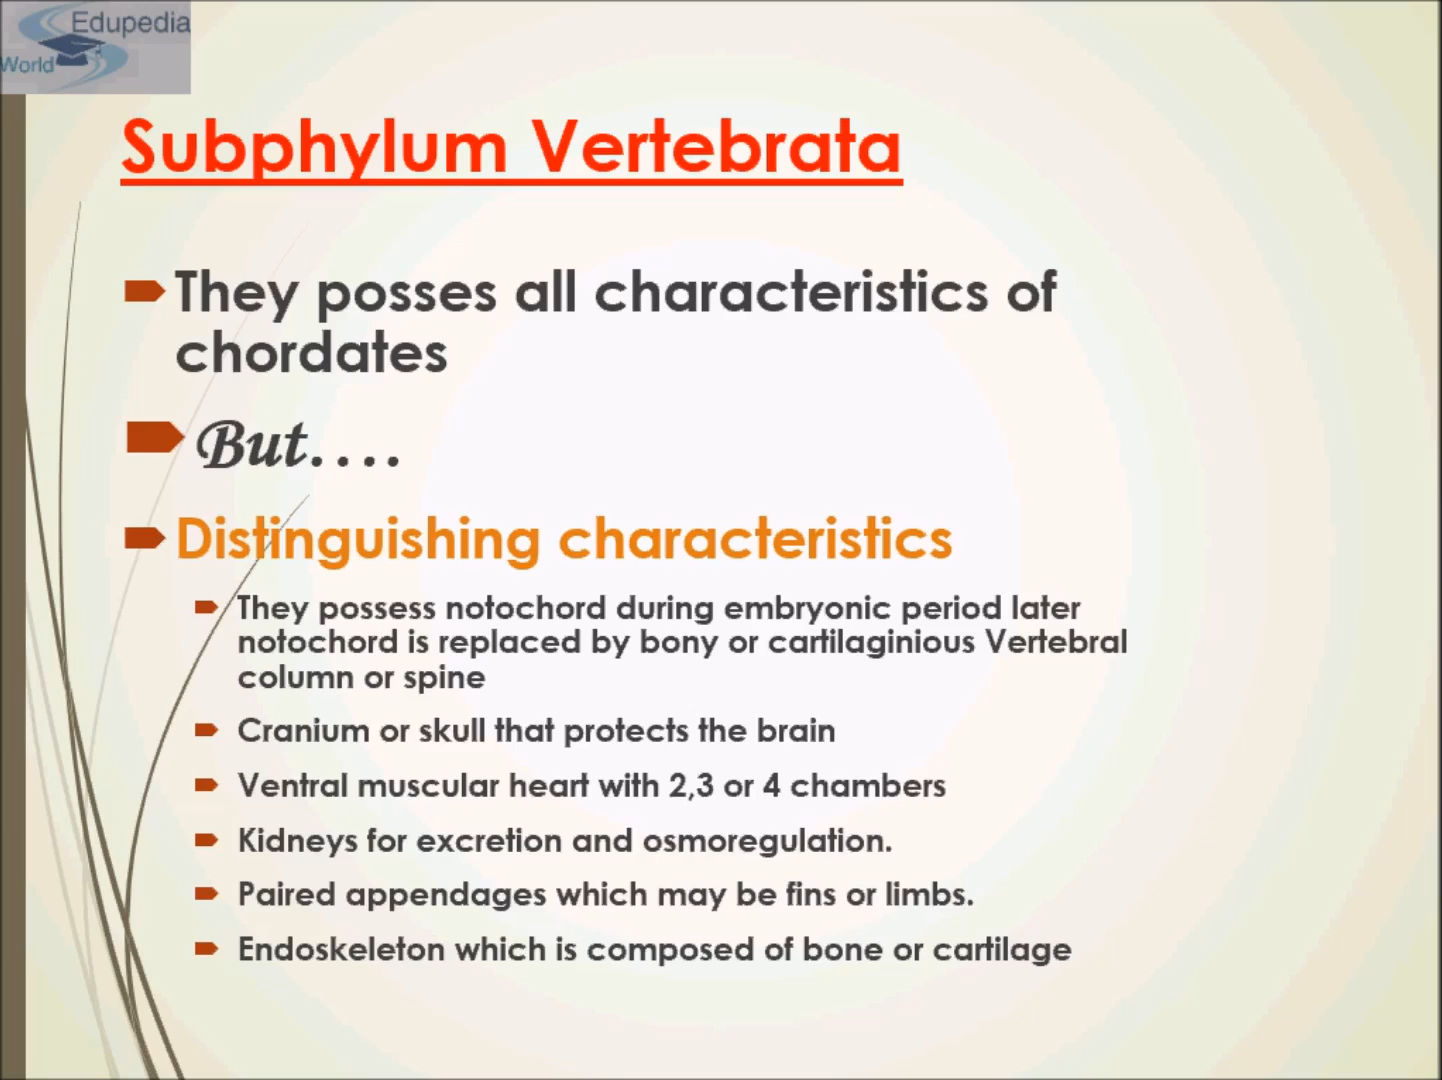 Edupedia
World
Subphylum Vertebrata
They posses all characteristics of
chordates
But....
Distinguishing characteristics
They possess notochord during embryonic period later
notochord is replaced by bony or cartilaginious Vertebral
column or spine
Cranium or skull that protects the brain
Ventral muscular heart with 2,3 or 4 chambers
Kidneys for excretion and osmoregulation.
Paired appendages which may be fins or limbs.
Endoskeleton which is composed of bone or cartilage